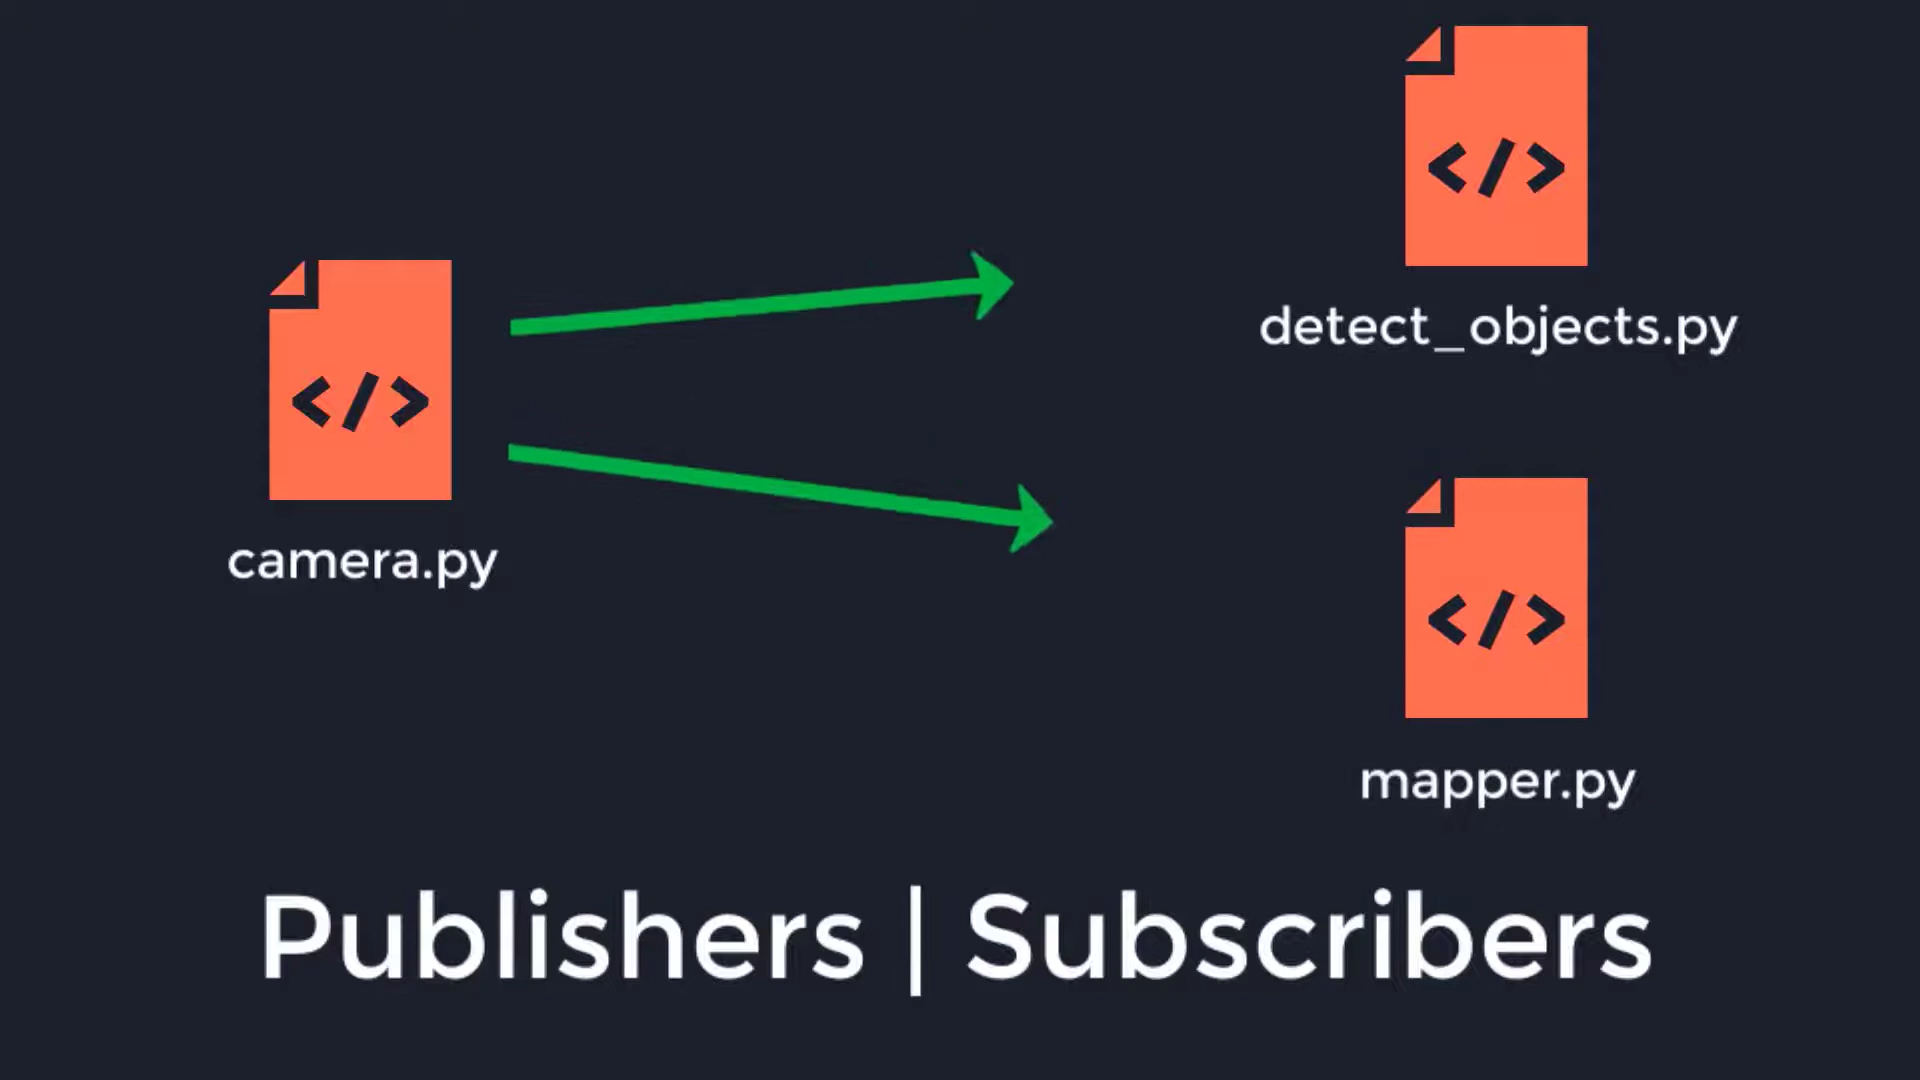 </>
detect_objects.py
</>
camera.py
</>
mapper.py
Publishers | Subscribers